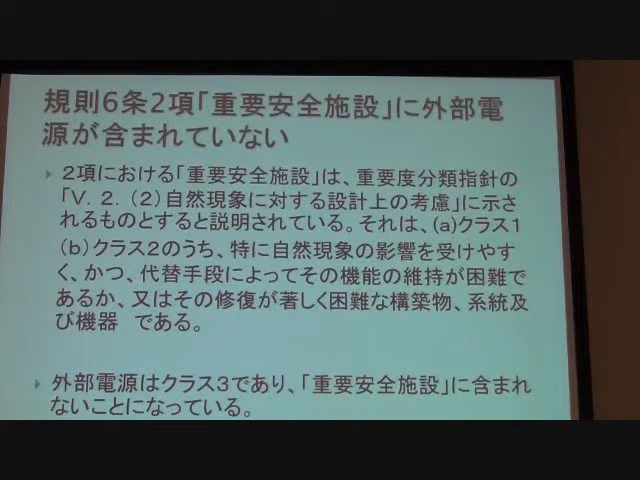 規則6条2項「重要安全施設」に外部電
源が含まれていない
２項における「重要安全施設」は、重要度分類指針の
「Ⅴ．２．（２）自然現象に対する設計上の考慮」に示さ
れるものとすると説明されている。それは、(a)クラス１
（ｂ）クラス２のうち、特に自然現象の影響を受けやす
く、かつ、代替手段によってその機能の維持が困難で
あるか、又はその修復が著しく困難な構築物、系統及
び機器　である。
外部電源はクラス３であり、「重要安全施設」に含まれ
ないことになっている。